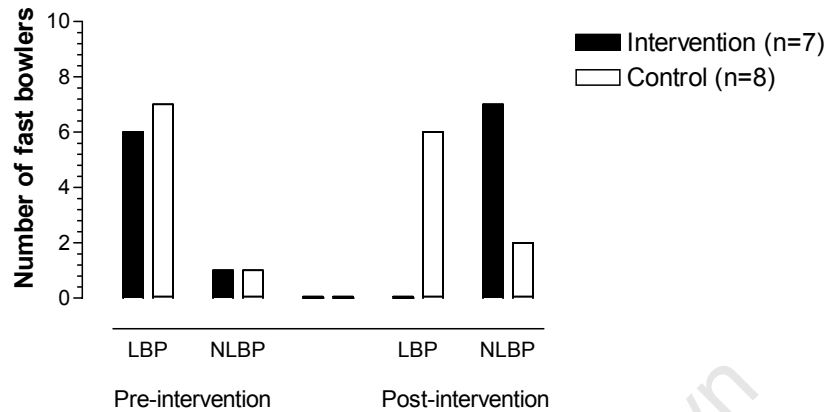 Number of fast bowlers
10
8
6
4
2
0
Intervention (n=7)
Control (n=8)
LBP NLBP LBP NLBP
Pre-intervention Post-intervention
wn